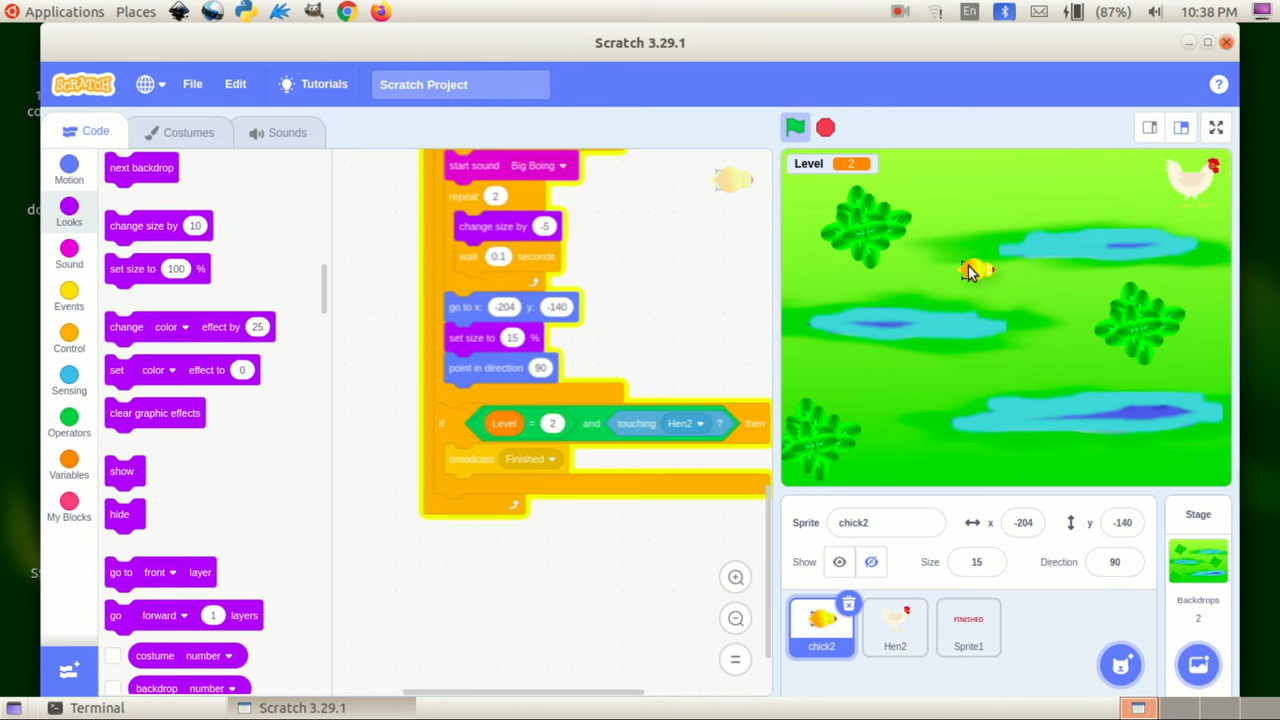 Applications Places En (87%) 10:38 PM
Scratch 3.29.1
SCRATCH File Edit Tutorials Scratch Project ?
Code Costumes Sounds
Motion
Looks
Sound
Events
Control
Sensing
Operators
Variables
My Blocks
next backdrop
change size by 10
set size to 100 %
change color effect by 25
set color effect to 0
clear graphic effects
show
hide
go to front layer
go forward 1 layers
costume number
backdrop number
start sound Big Boing
repeat 2
change size by -5
wait 0.1 seconds
go to x: -204 y: -140
set size to 15 %
point in direction 90
if Level = 2 and touching Hen2 ? then
broadcast Finished
Level 2
Sprite chick2 x -204 y -140
Show Size 15 Direction 90
chick2
Hen2
FINISHED
Sprite1
Stage
Backdrops
2
Terminal Scratch 3.29.1